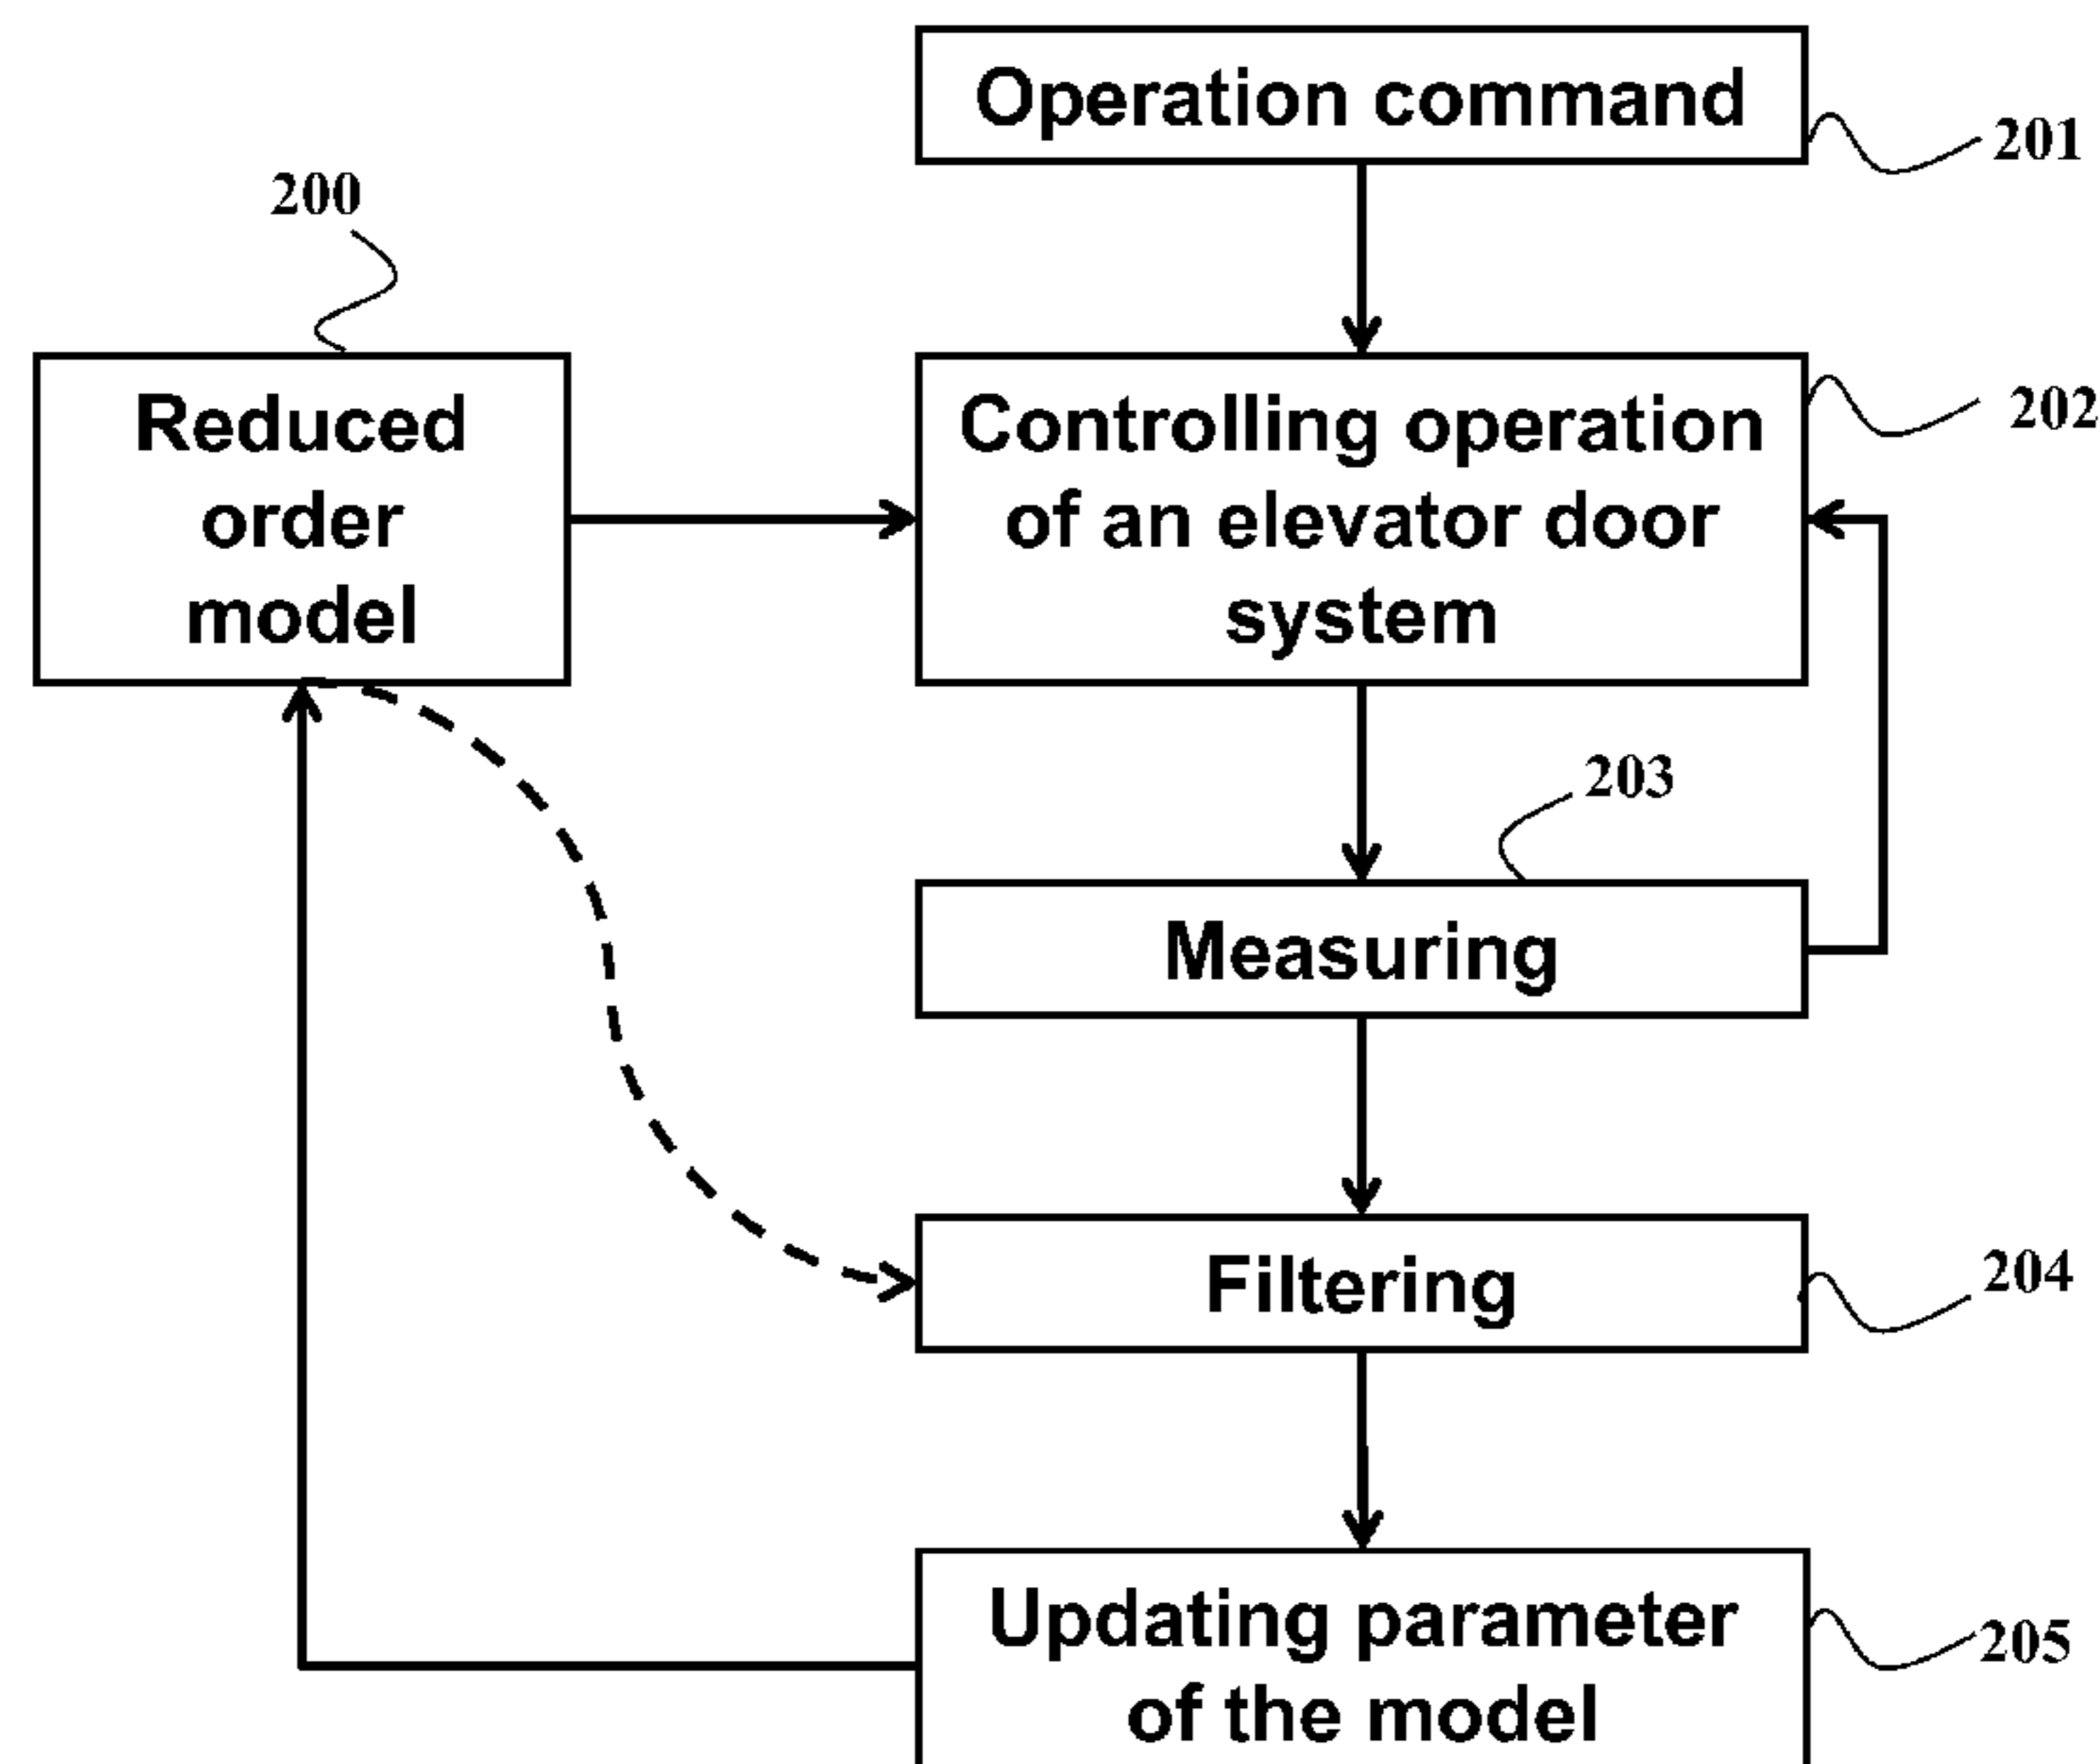 Operation command
201
200
Reduced
order
model
Controlling operation
of an elevator door
system
202
203
Measuring
Filtering
204
Updating parameter
of the model
205